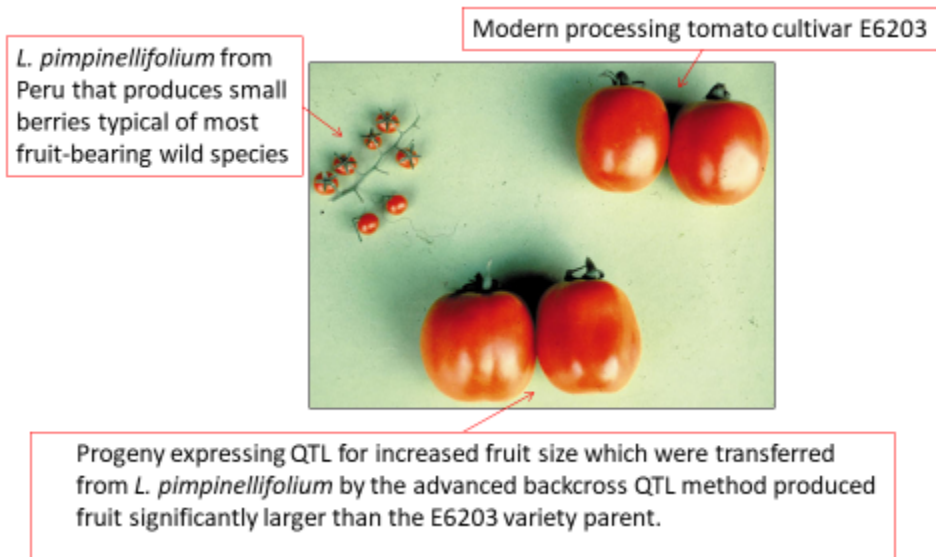 Modern processing tomato cultivar E6203
L. pimpinellifolium from
Peru that produces small
berries typical of most
fruit-bearing wild species
Progeny expressing QTL for increased fruit size which were transferred
from L. pimpinellifolium by the advanced backcross QTL method produced
fruit significantly larger than the E6203 variety parent.